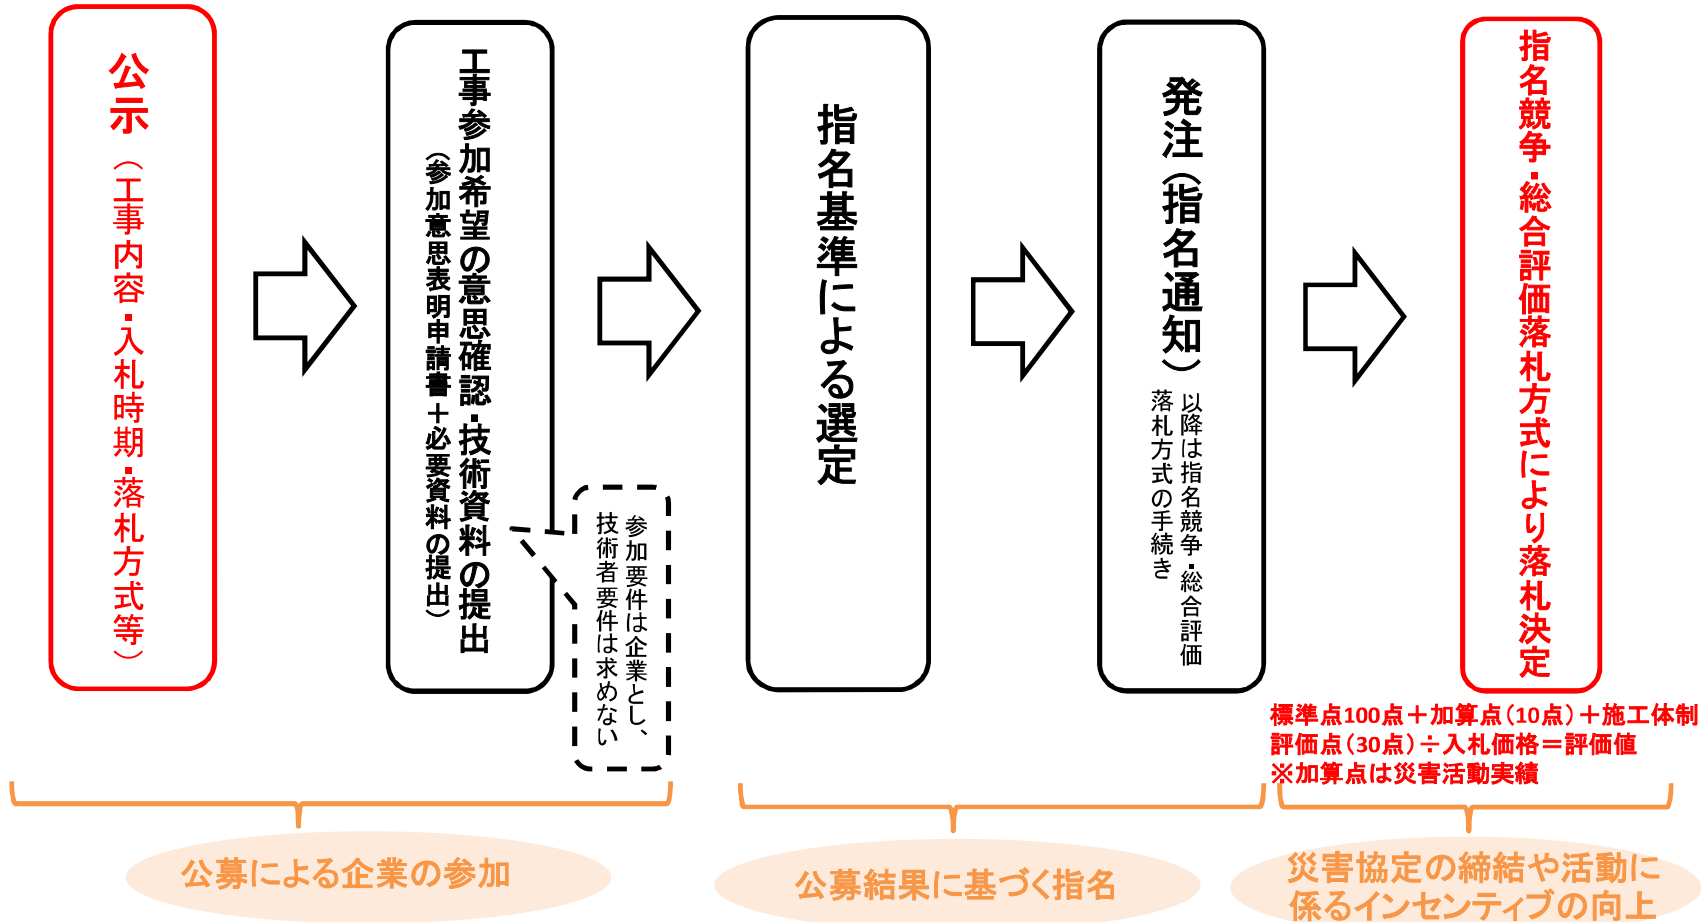 公示（工事内容・入札時期・落札方式等）
工事参加希望の意思確認・技術資料の提出
（参加意思表明申請書＋必要資料の提出）
参加要件は企業とし、
技術者要件は求めない
指名基準による選定
発注（指名通知）
以降は指名競争・総合評価
落札方式の手続き
指名競争・総合評価落札方式により落札決定
標準点100点＋加算点（10点）＋施工体制
評価点（30点）÷入札価格＝評価値
※加算点は災害活動実績
公募による企業の参加
公募結果に基づく指名
災害協定の締結や活動に
係るインセンティブの向上